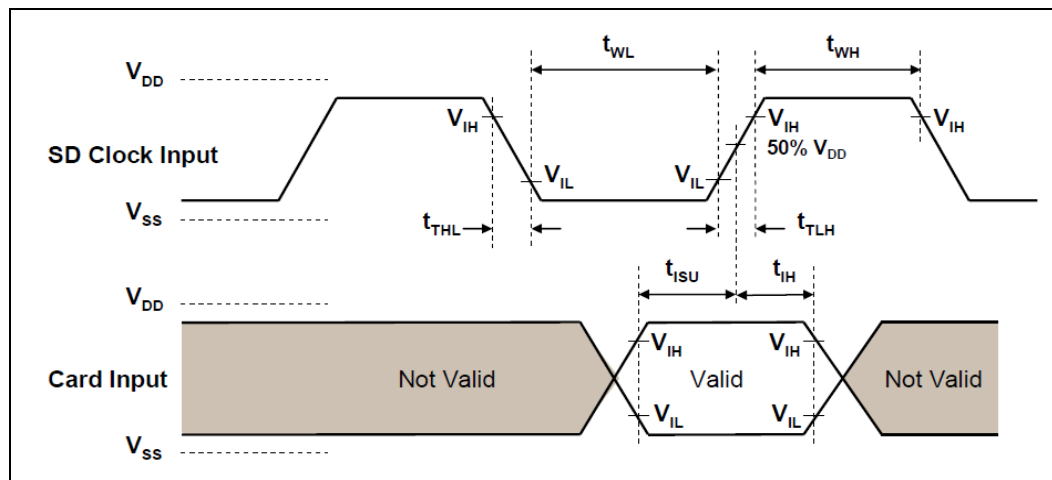 t_WL
t_WH
V_DD
V_IH
V_IH
50% V_DD
V_IH
SD Clock Input
V_IL
V_IL
V_SS
t_THL
t_TLH
t_ISU
t_IH
V_DD
V_IH
V_IH
Card Input
Not Valid
Valid
Not Valid
V_IL
V_IL
V_SS